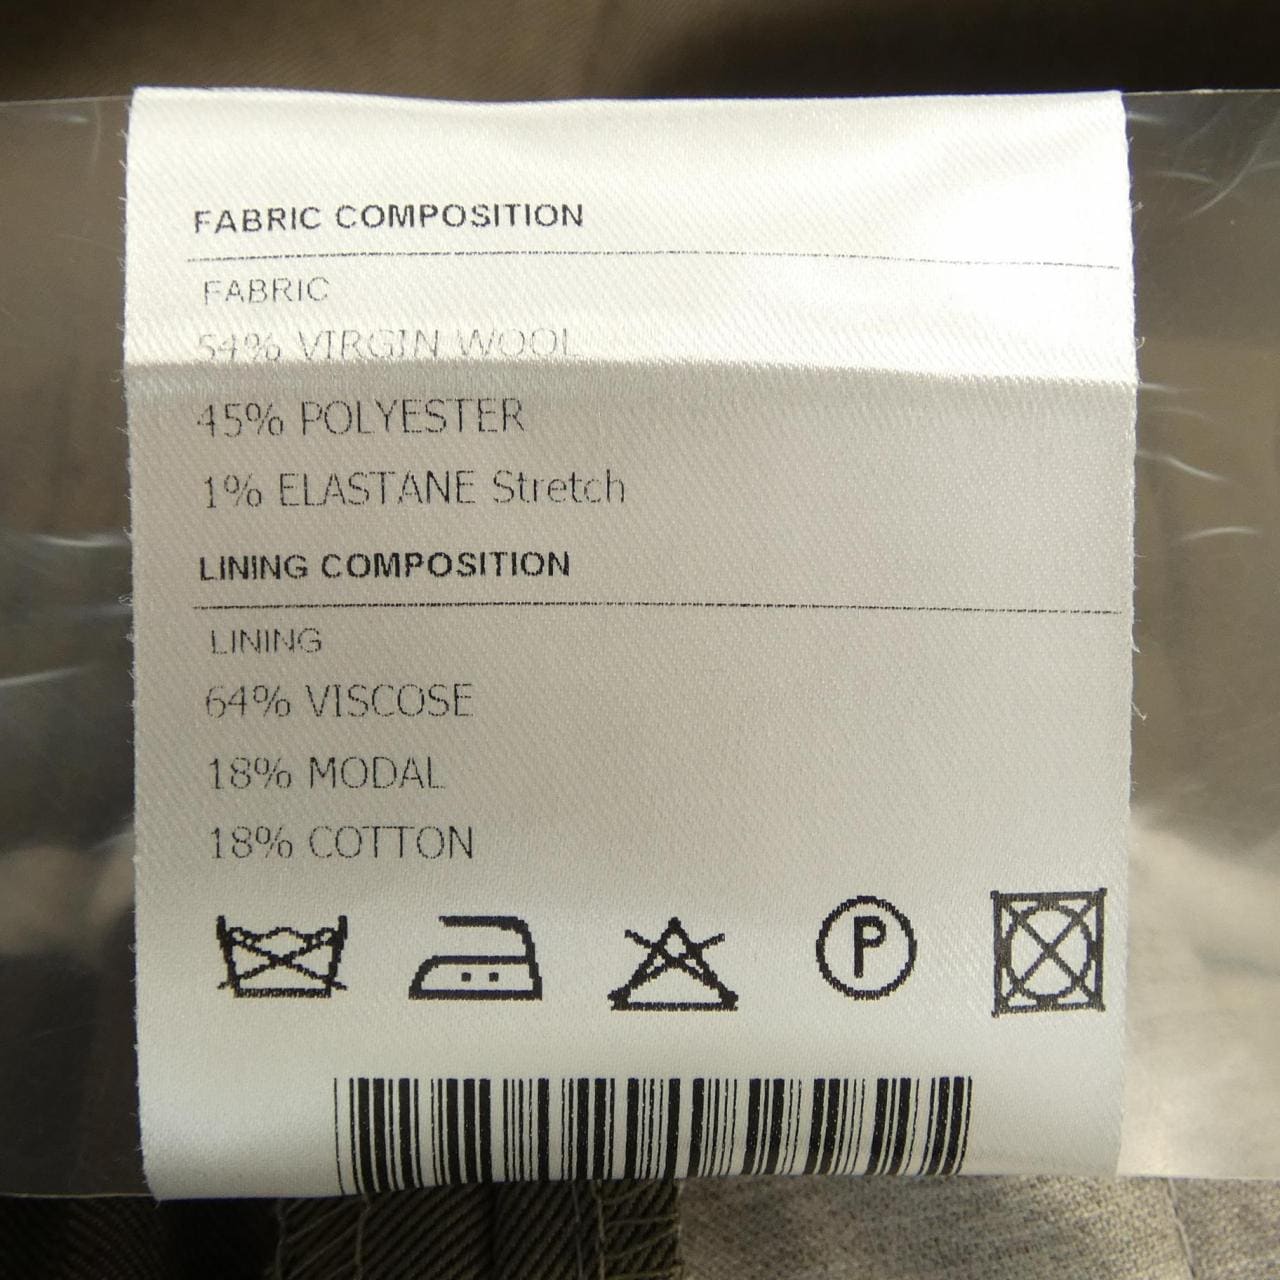 FABRIC COMPOSITION
FABRIC
54% VIRGIN WOOL
45% POLYESTER
1% ELASTANE Stretch
LINING COMPOSITION
LINING
64% VISCOSE
18% MODAL
18% COTTON
P